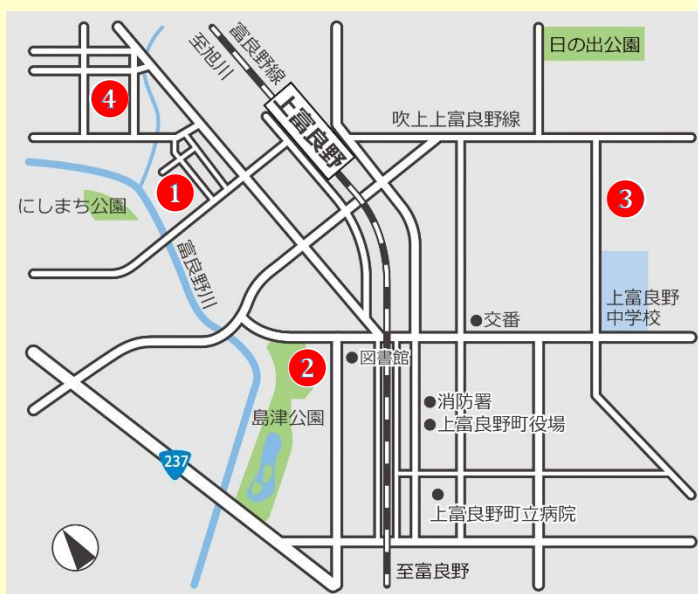 日の出公園
富良野線
至旭川
上富良野
吹上上富良野線
4
1
3
にしまち公園
富良野川
上富良野
中学校
交番
図書館
2
消防署
島津公園
上富良野町役場
237
上富良野町立病院
至富良野